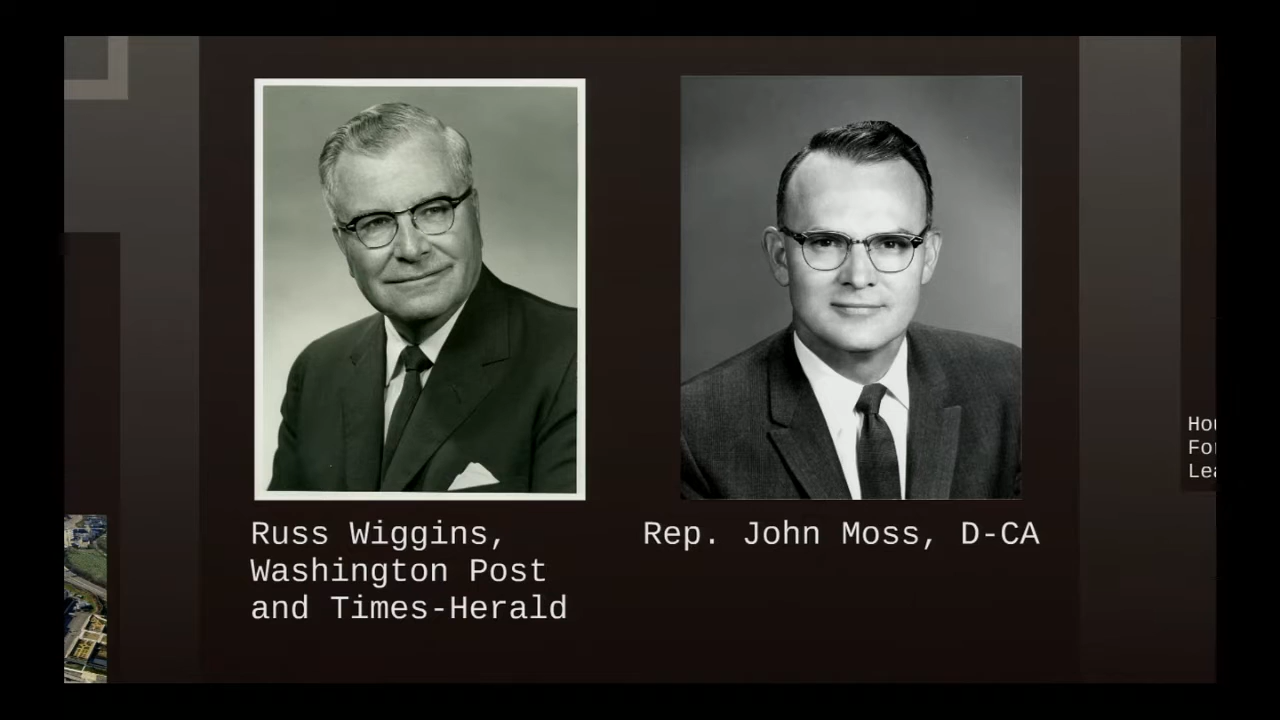 Russ Wiggins,
Washington Post
and Times-Herald
Rep. John Moss, D-CA